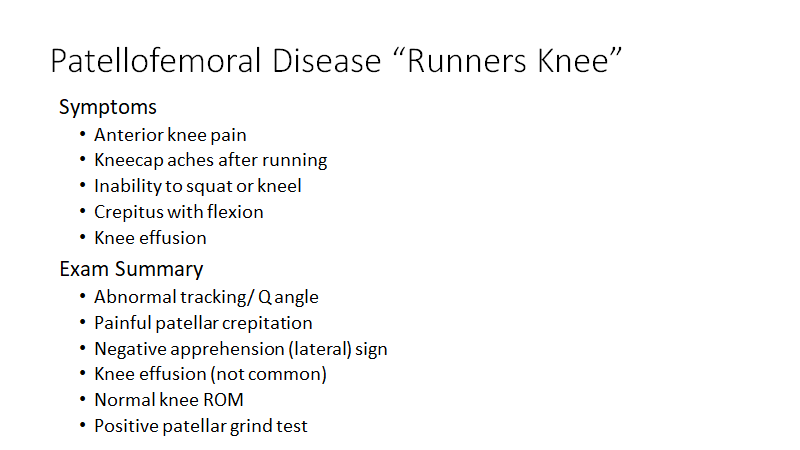 Patellofemoral Disease “Runners Knee”
Symptoms
• Anterior knee pain
• Kneecap aches after running
• Inability to squat or kneel
• Crepitus with flexion
• Knee effusion
Exam Summary
• Abnormal tracking/ Q angle
• Painful patellar crepitation
• Negative apprehension (lateral) sign
• Knee effusion (not common)
• Normal knee ROM
• Positive patellar grind test